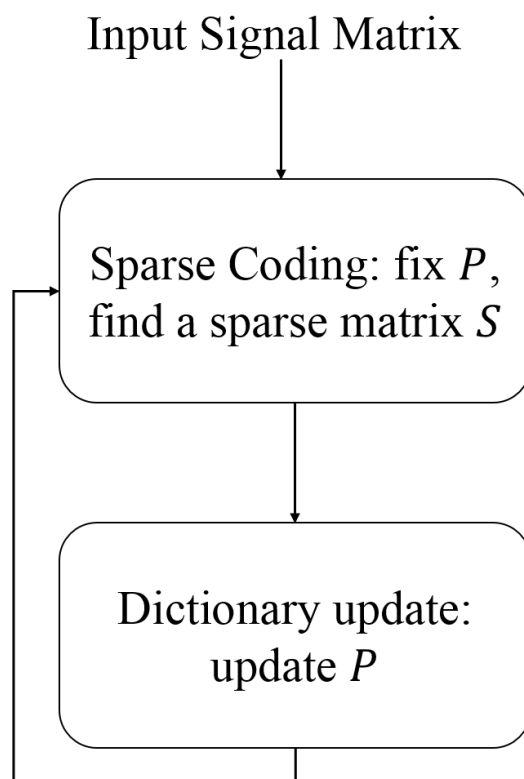 Input Signal Matrix
Sparse Coding: fix P,
find a sparse matrix S
Dictionary update:
update P